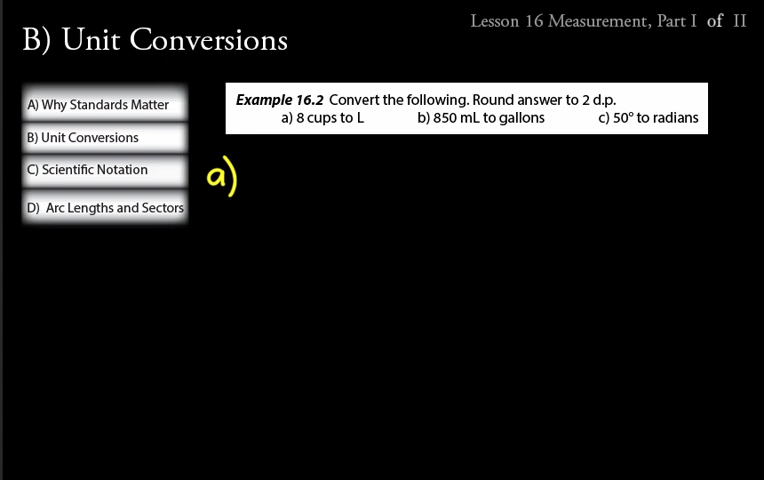 Lesson 16 Measurement, Part I of II
B) Unit Conversions
A) Why Standards Matter
B) Unit Conversions
C) Scientific Notation
D) Arc Lengths and Sectors
Example 16.2 Convert the following. Round answer to 2 d.p.
a) 8 cups to L b) 850 mL to gallons c) 50° to radians
a)